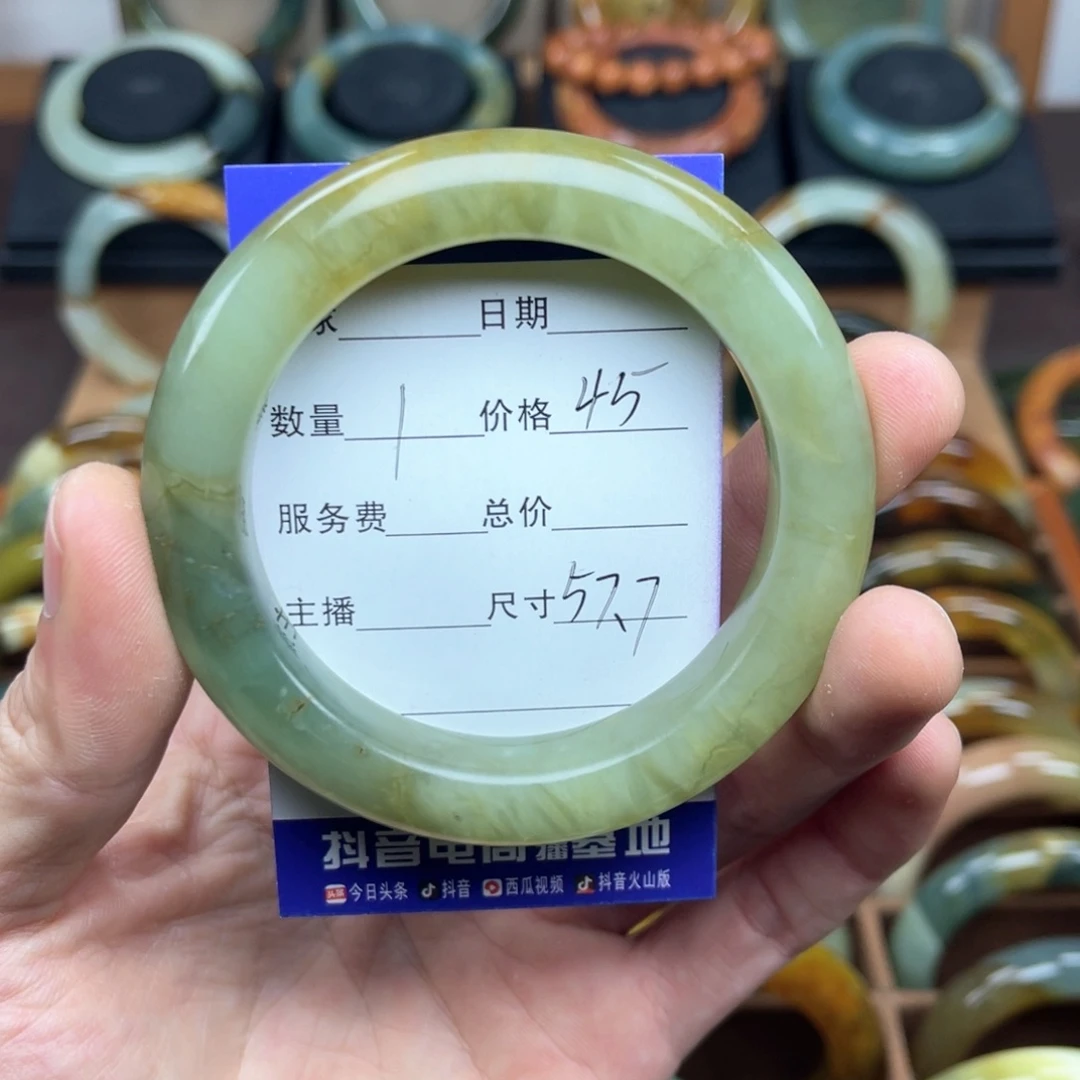 家 日期
数量 1 价格 45
服务费 总价
主播 尺寸 57.7
抖音电商直播基地
今日头条 抖音 西瓜视频 抖音火山版